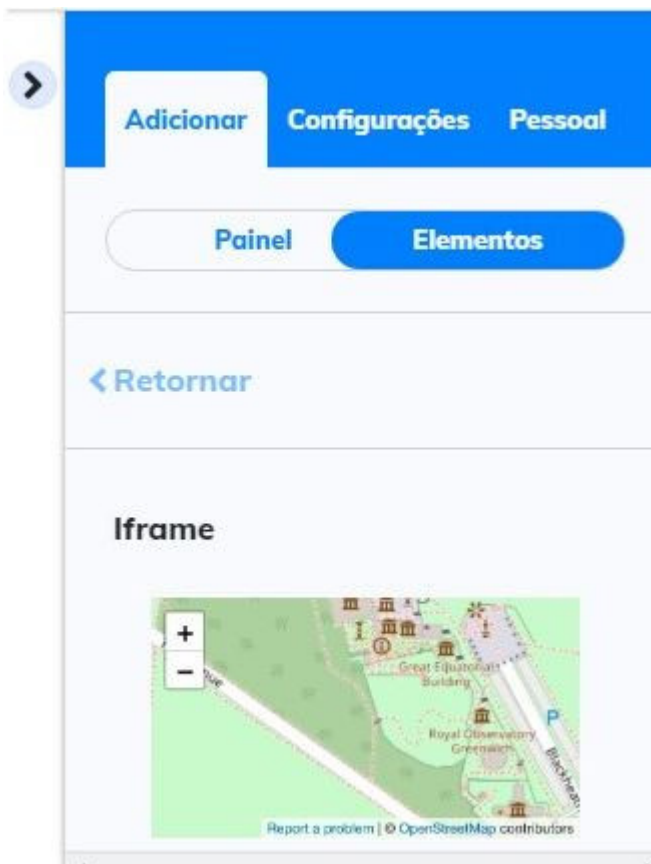 Adicionar Configurações Pessoal
Painel Elementos
Retornar
Iframe
+
−
Great Equatorial
Building
P
Royal Observatory
Greenwich
Report a problem | © OpenStreetMap contributors